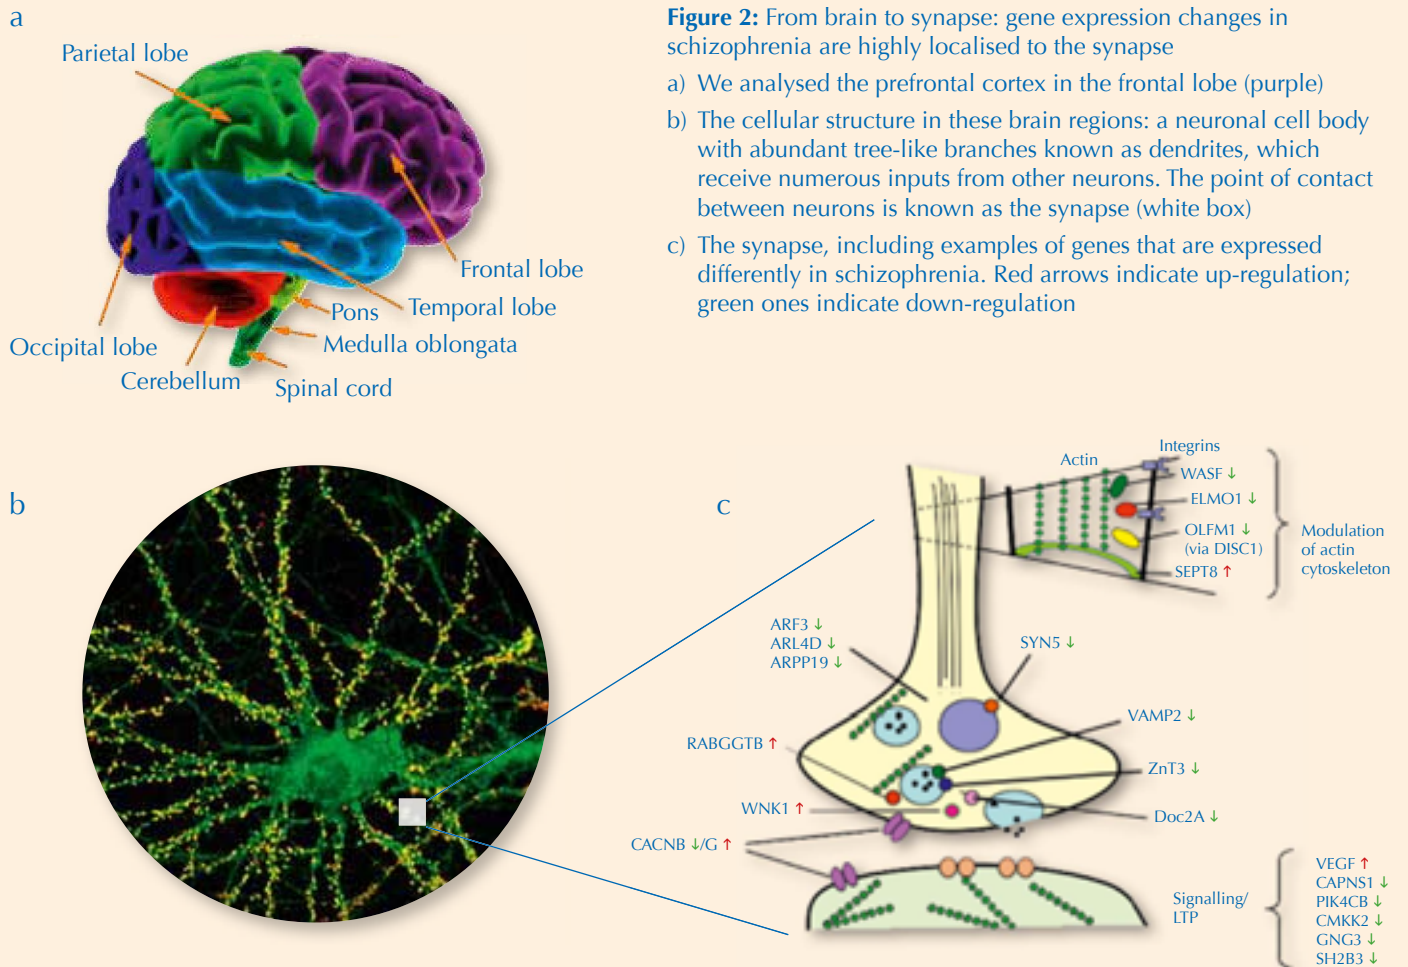 a
Parietal lobe
Frontal lobe
Temporal lobe
Pons
Medulla oblongata
Occipital lobe
Cerebellum
Spinal cord
Figure 2: From brain to synapse: gene expression changes in
schizophrenia are highly localised to the synapse
a) We analysed the prefrontal cortex in the frontal lobe (purple)
b) The cellular structure in these brain regions: a neuronal cell body
with abundant tree-like branches known as dendrites, which
receive numerous inputs from other neurons. The point of contact
between neurons is known as the synapse (white box)
c) The synapse, including examples of genes that are expressed
differently in schizophrenia. Red arrows indicate up-regulation;
green ones indicate down-regulation
b
c
Integrins
Actin
WASF ↓
ELMO1 ↓
OLFM1 ↓
(via DISC1)
SEPT8 ↑
Modulation
of actin
cytoskeleton
ARF3 ↓
ARL4D ↓
ARPP19 ↓
SYN5 ↓
VAMP2 ↓
RABGGTB ↑
ZnT3 ↓
WNK1 ↑
Doc2A ↓
CACNB ↓/G ↑
Signalling/
LTP
VEGF ↑
CAPNS1 ↓
PIK4CB ↓
CMKK2 ↓
GNG3 ↓
SH2B3 ↓